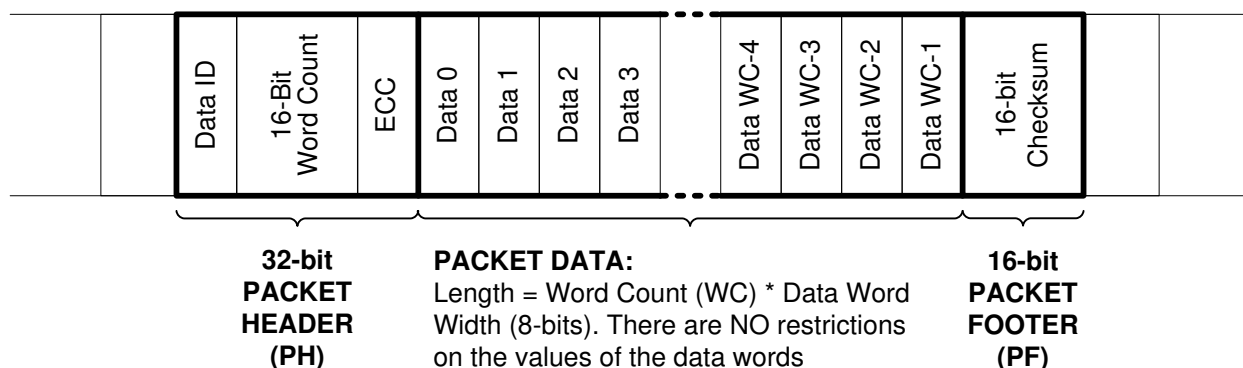 Data ID
16-Bit
Word Count
ECC
Data 0
Data 1
Data 2
Data 3
Data WC-4
Data WC-3
Data WC-2
Data WC-1
16-bit
Checksum
32-bit
PACKET
HEADER
(PH)
PACKET DATA:
Length = Word Count (WC) * Data Word
Width (8-bits). There are NO restrictions
on the values of the data words
16-bit
PACKET
FOOTER
(PF)